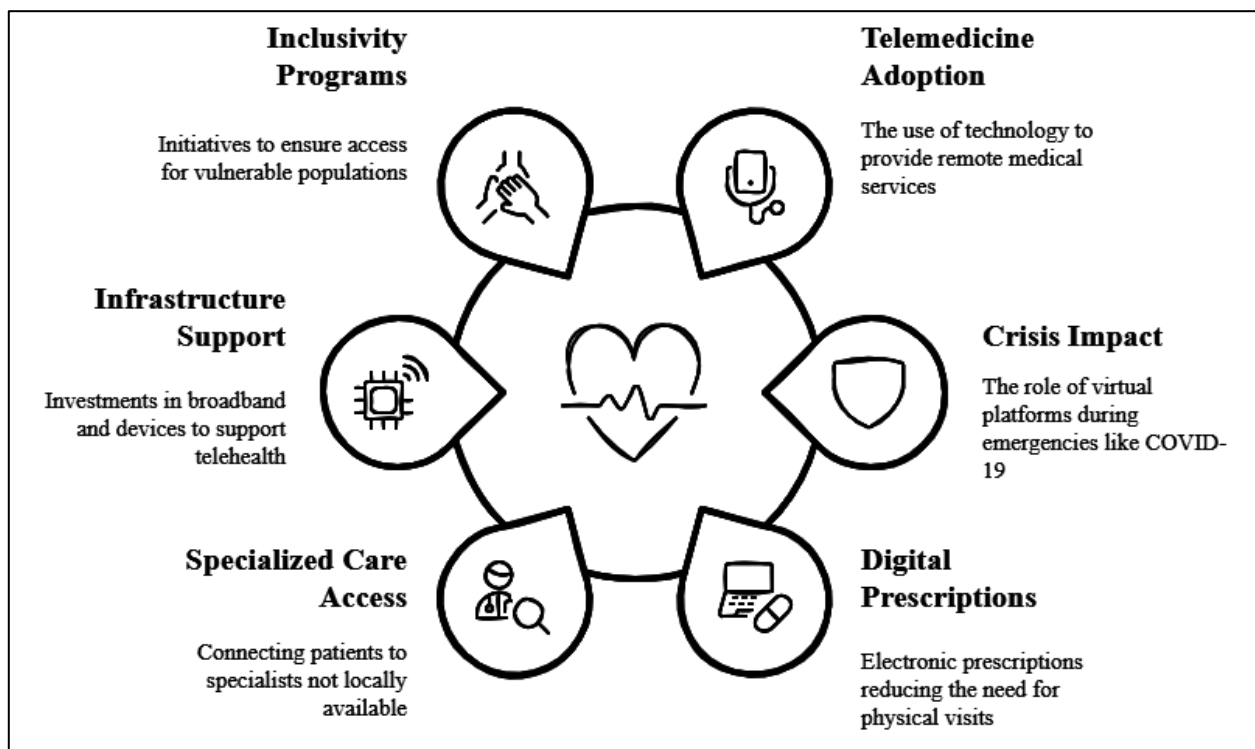 Inclusivity
Programs
Initiatives to ensure access
for vulnerable populations
Telemedicine
Adoption
The use of technology to
provide remote medical
services
Infrastructure
Support
Investments in broadband
and devices to support
telehealth
Crisis Impact
The role of virtual
platforms during
emergencies like COVID-
19
Specialized Care
Access
Connecting patients to
specialists not locally
available
Digital
Prescriptions
Electronic prescriptions
reducing the need for
physical visits